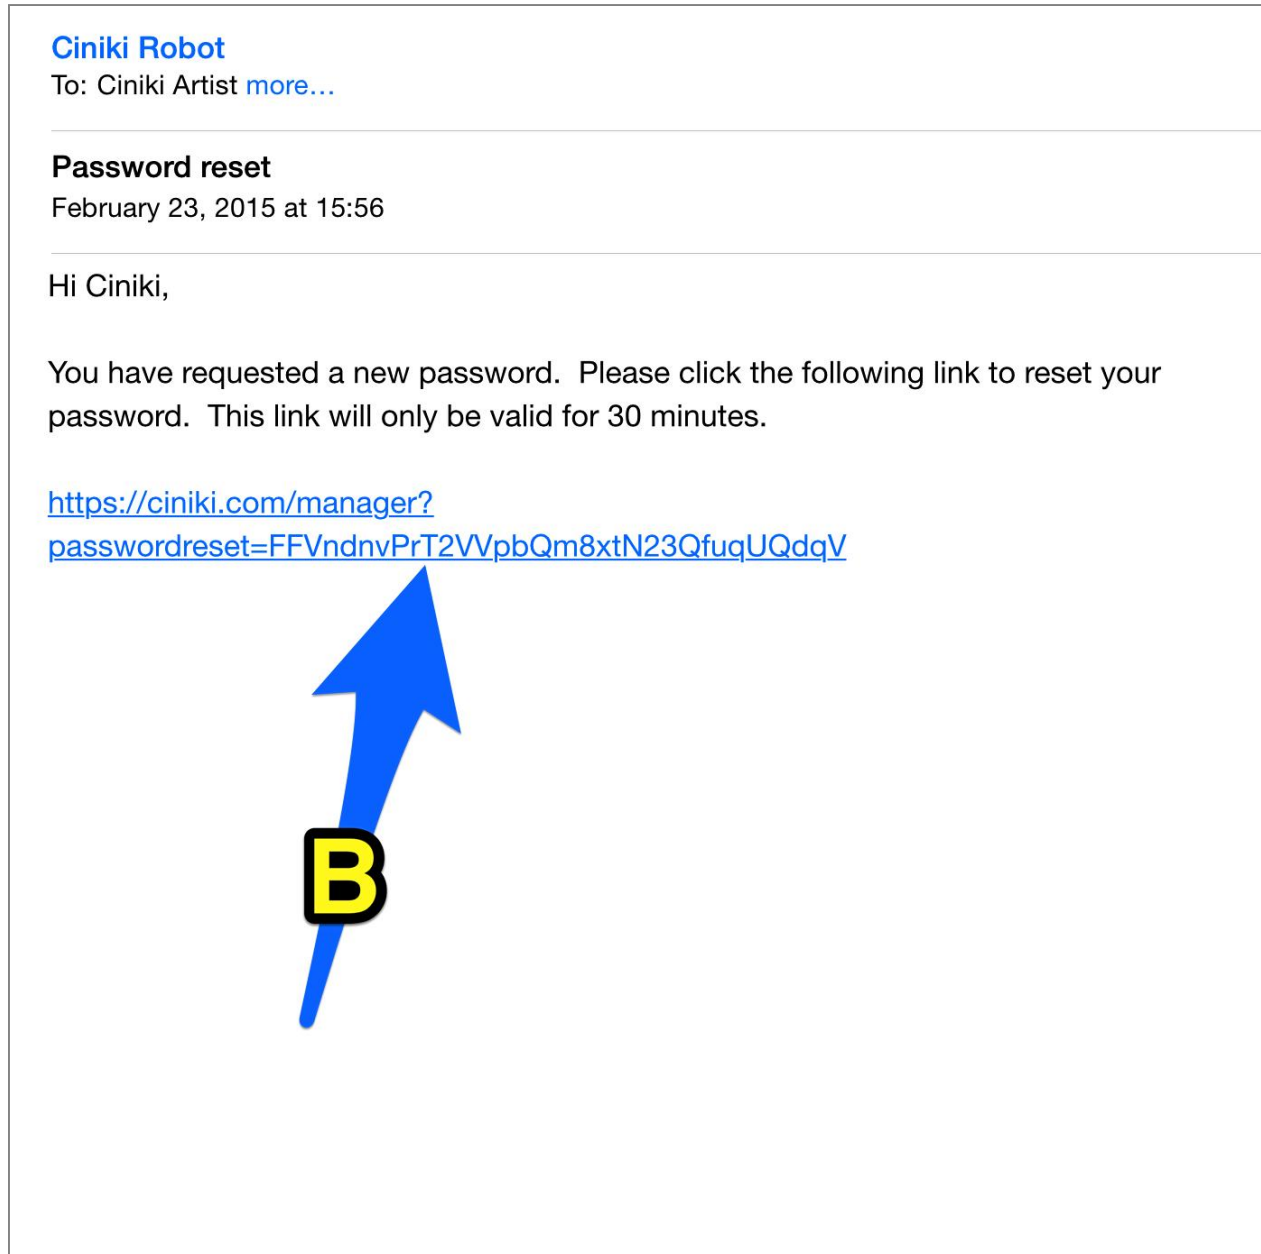 Ciniki Robot
To: Ciniki Artist more...
Password reset
February 23, 2015 at 15:56
Hi Ciniki,
You have requested a new password.  Please click the following link to reset your
password.  This link will only be valid for 30 minutes.
https://ciniki.com/manager?
passwordreset=FFVndnvPrT2VVpbQm8xtN23QfuqUQdqV
B